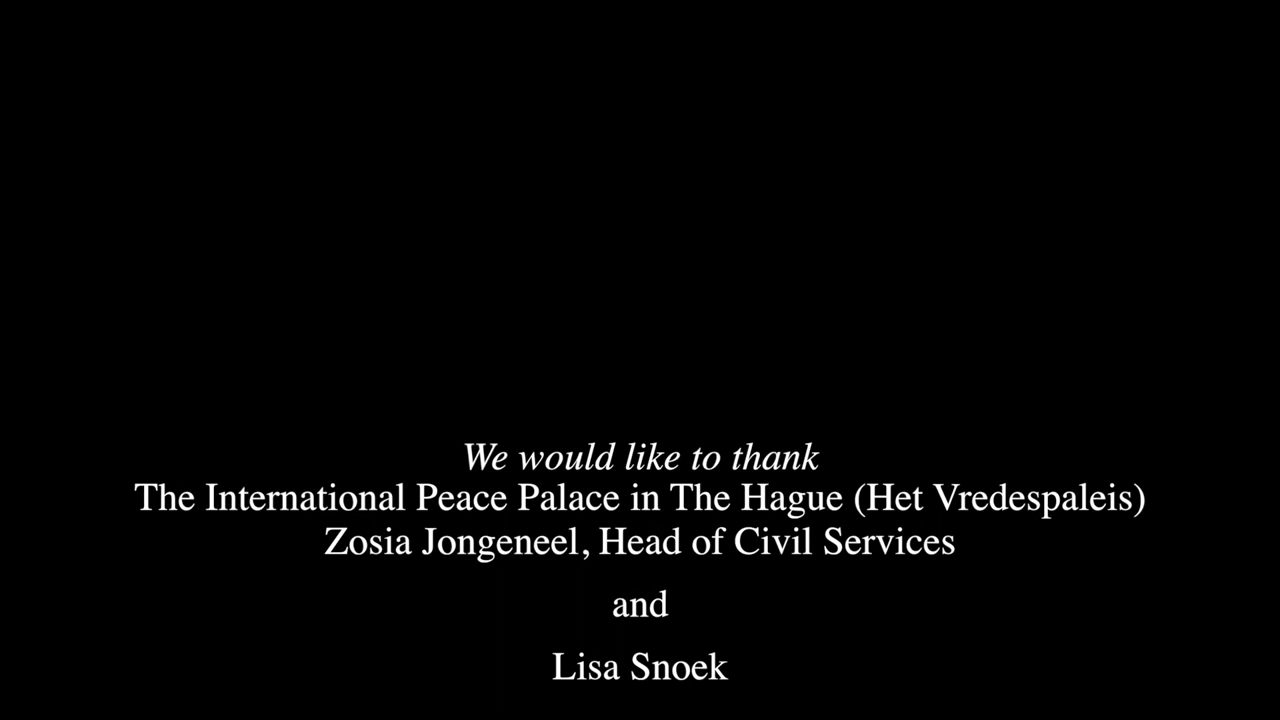 We would like to thank
The International Peace Palace in The Hague (Het Vredespaleis)
Zosia Jongeneel, Head of Civil Services
and
Lisa Snoek